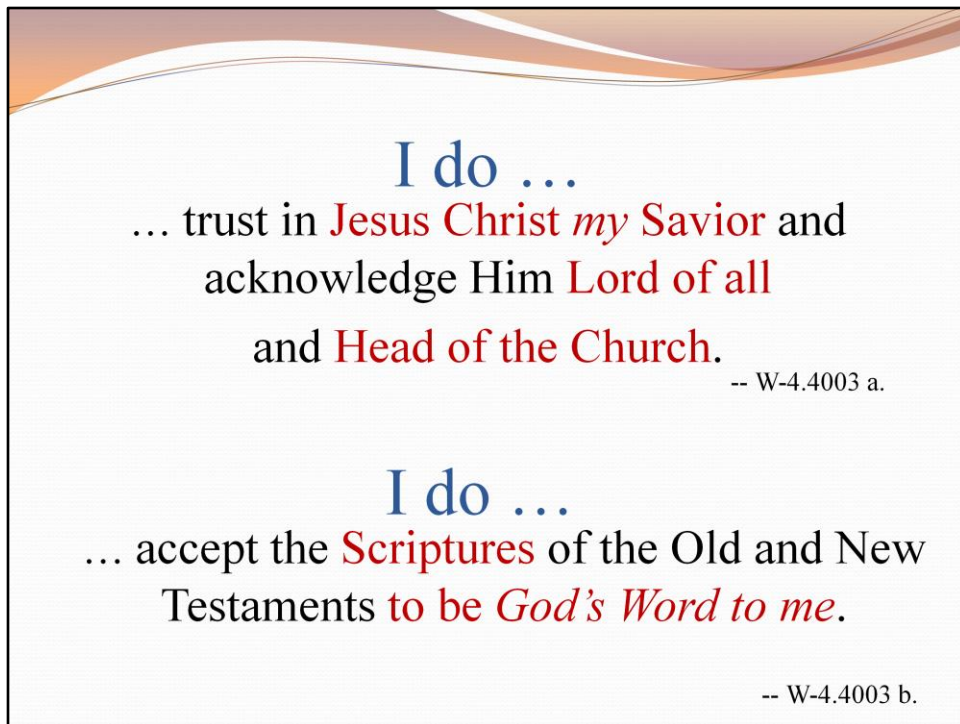 I do …
… trust in Jesus Christ my Savior and
acknowledge Him Lord of all
and Head of the Church.
-- W-4.4003 a.
I do …
… accept the Scriptures of the Old and New
Testaments to be God’s Word to me.
-- W-4.4003 b.